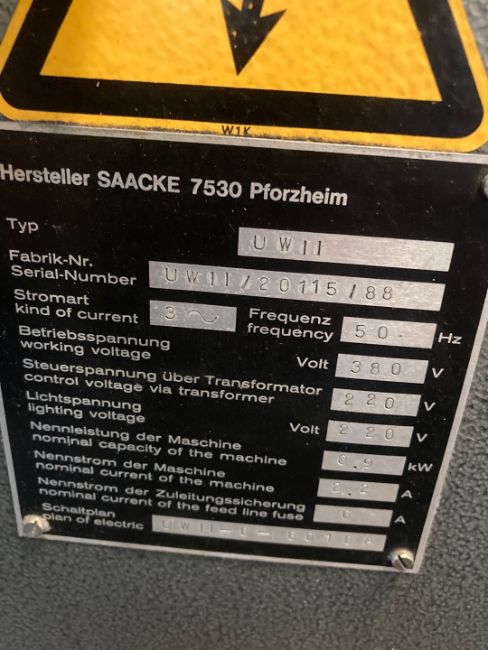 W1K
Hersteller SAACKE 7530 Pforzheim
Typ UWII
Fabrik-Nr.
Serial-Number UWII/20115/88
Stromart
kind of current 3 ~ Frequenz
frequency 50 Hz
Betriebsspannung
working voltage Volt 380 V
Steuerspannung über Transformator
control voltage via transformer 220 V
Lichtspannung
lighting voltage Volt 220 V
Nennleistung der Maschine
nominal capacity of the machine 0.9 kW
Nennstrom der Maschine
nominal current of the machine A
Nennstrom der Zuleitungssicherung
nominal current of the feed line fuse 6 A
Schaltplan
plan of electric